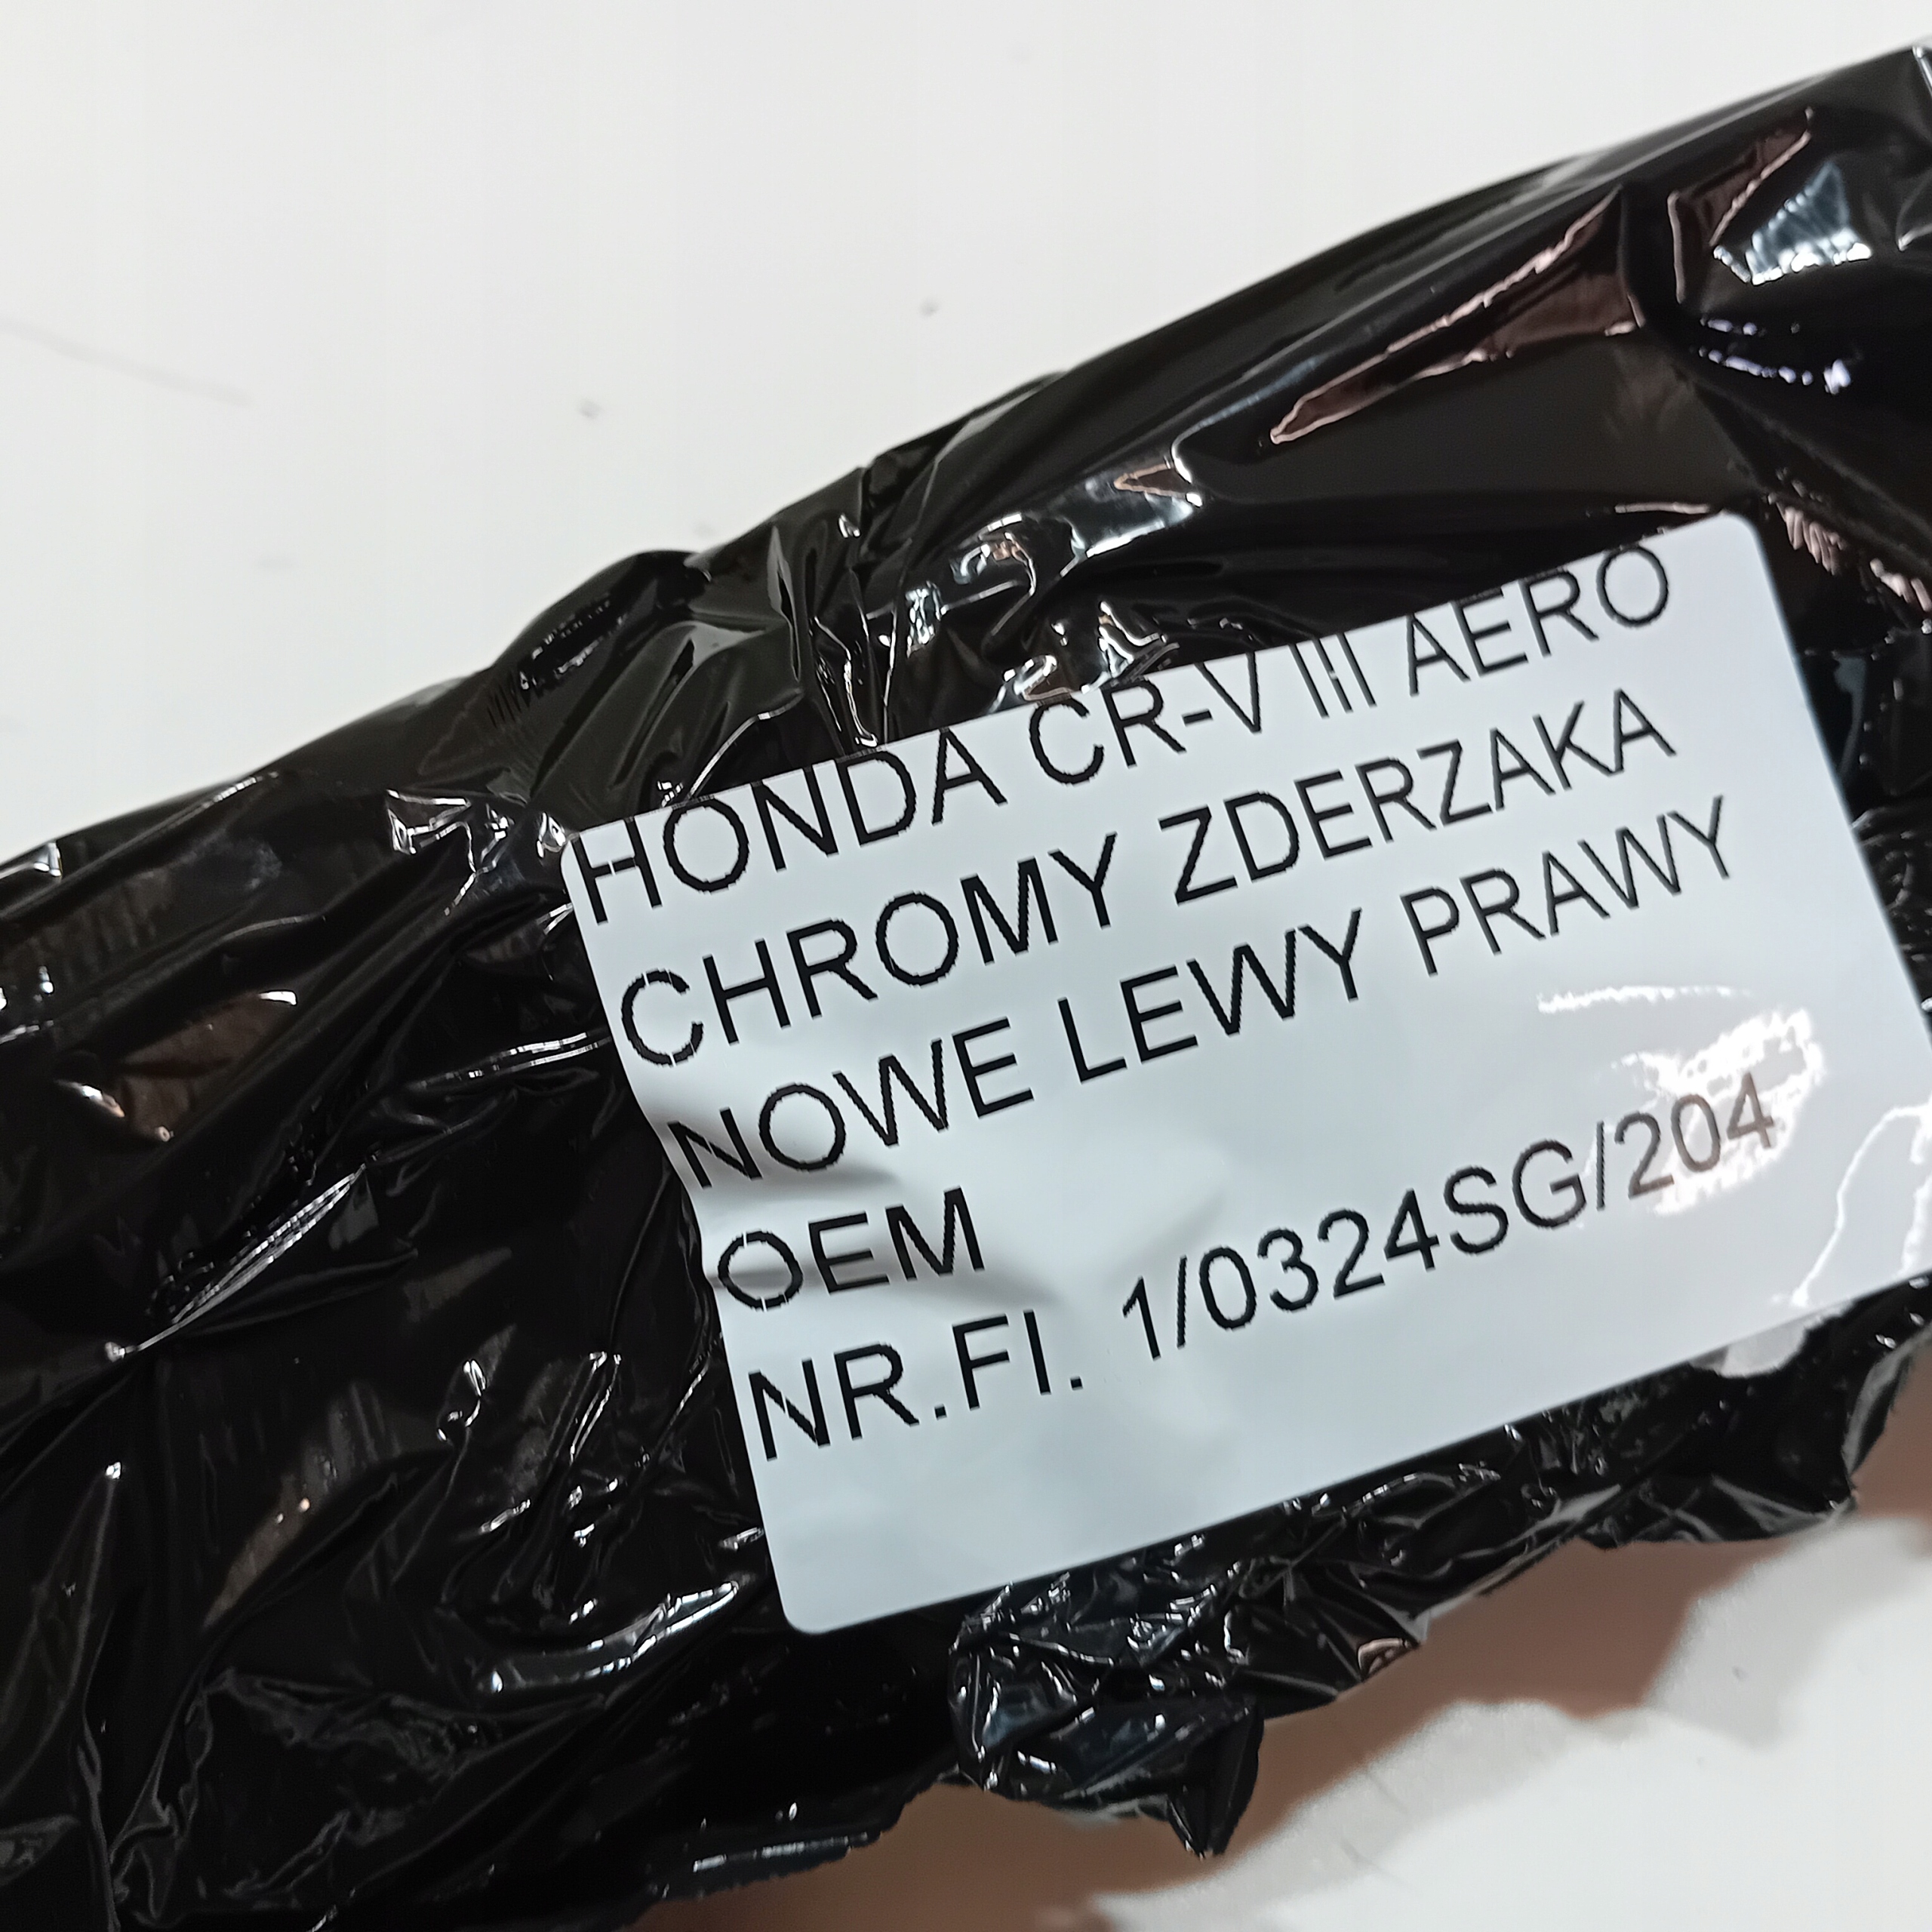 HONDA CR-V III AERO
CHROMY ZDERZAKA
NOWE LEWY PRAWY
OEM
NR.FI. 1/0324SG/204